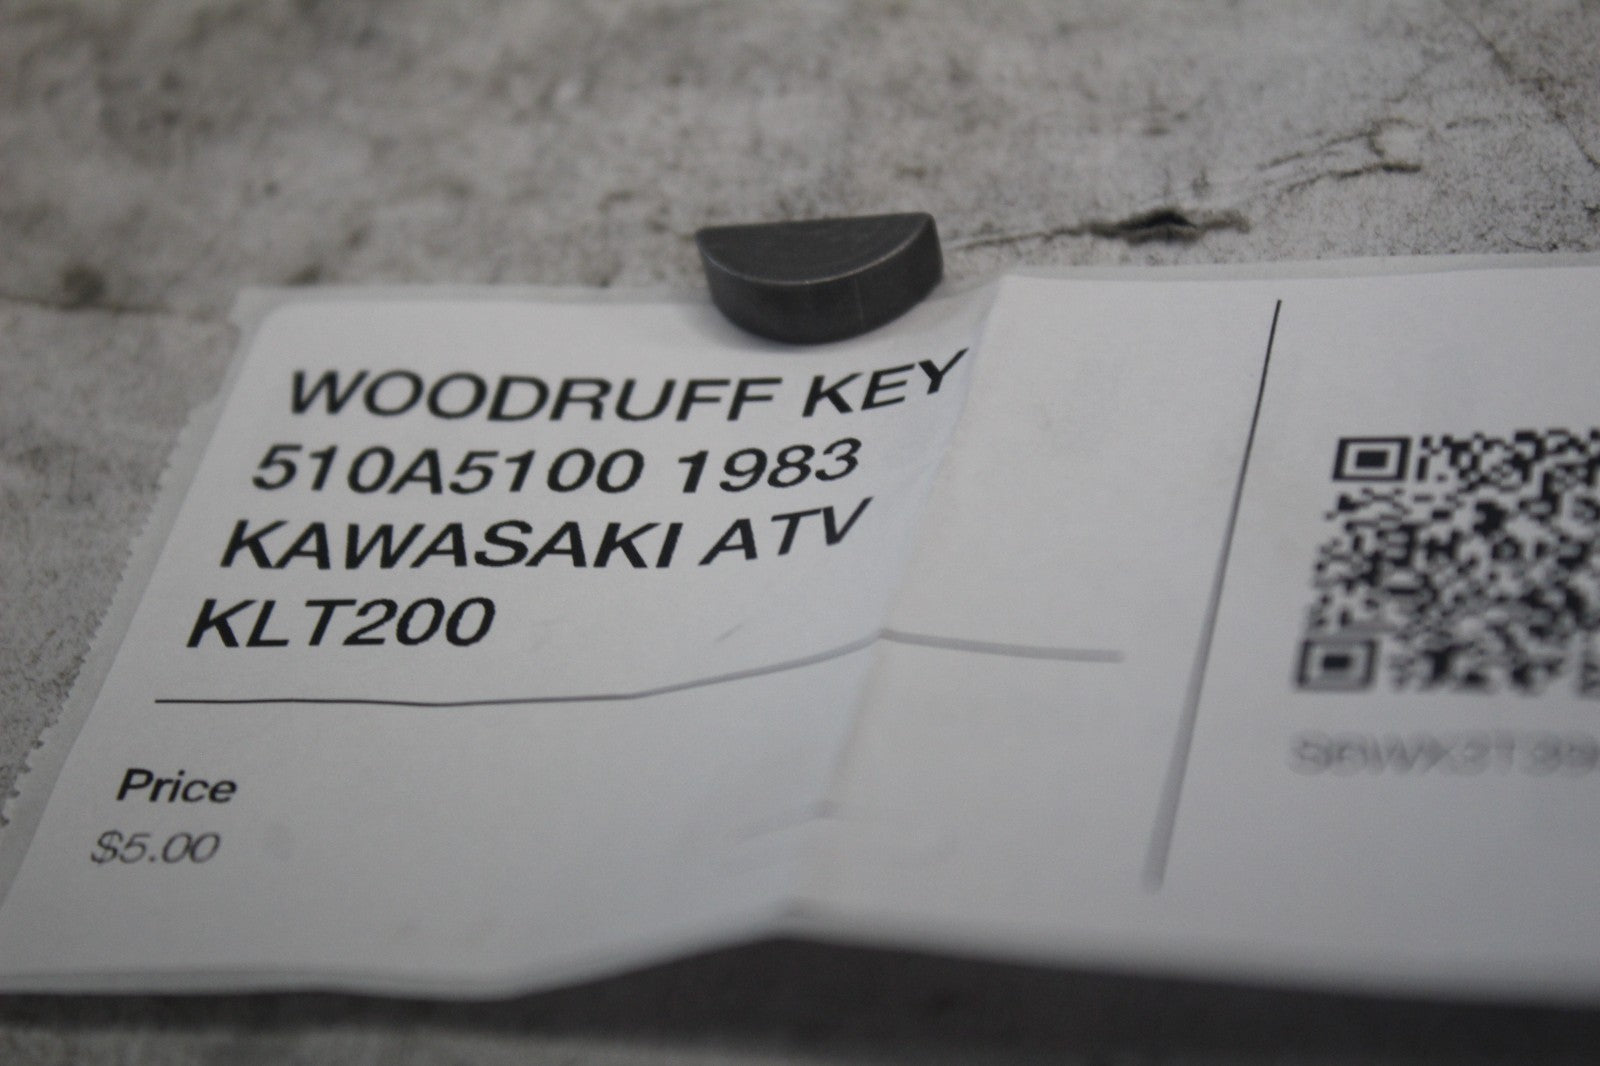 WOODRUFF KEY
510A5100 1983
KAWASAKI ATV
KLT200
Price
$5.00